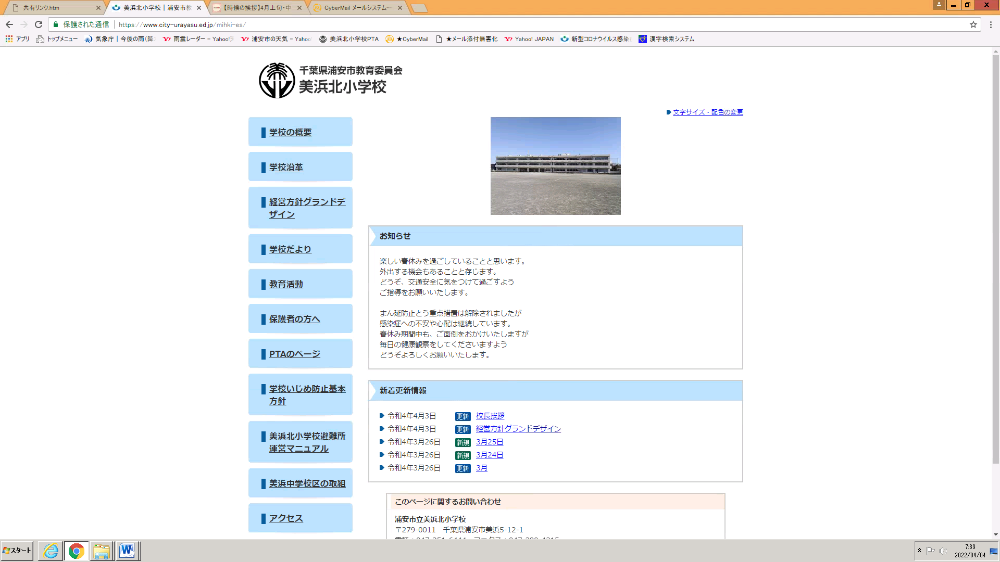 共有リンク.htm
美浜北小学校｜浦安市教
【時候の挨拶】4月上旬・中
CyberMail メールシステム－
保護された通信
https://www.city-urayasu.ed.jp/mihki-es/
アプリ
トップメニュー
気象庁｜今後の雨(降
雨雲レーダー - Yahoo!
浦安市の天気 - Yahoo
美浜北小学校PTA
★CyberMail
★メール添付無害化
Yahoo! JAPAN
新型コロナウイルス感染
漢字検索システム
千葉県浦安市教育委員会
美浜北小学校
文字サイズ・配色の変更
学校の概要
学校沿革
経営方針グランドデ
ザイン
学校だより
教育活動
保護者の方へ
PTAのページ
学校いじめ防止基本
方針
美浜北小学校避難所
運営マニュアル
美浜中学校区の取組
アクセス
お知らせ
楽しい春休みを過ごしていることと思います。
外出する機会もあることと存じます。
どうぞ、交通安全に気をつけて過ごすよう
ご指導をお願いいたします。
まん延防止とう重点措置は解除されましたが
感染症への不安や心配は継続しています。
春休み期間中も、ご面倒をおかけいたしますが
毎日の健康観察をしてくださいますよう
どうぞよろしくお願いいたします。
新着更新情報
令和4年4月3日 更新 校長挨拶
令和4年4月3日 更新 経営方針グランドデザイン
令和4年3月26日 新規 3月25日
令和4年3月26日 新規 3月24日
令和4年3月26日 更新 3月
このページに関するお問い合わせ
浦安市立美浜北小学校
〒279-0011　千葉県浦安市美浜5-12-1
スタート
7:39
2022/04/04